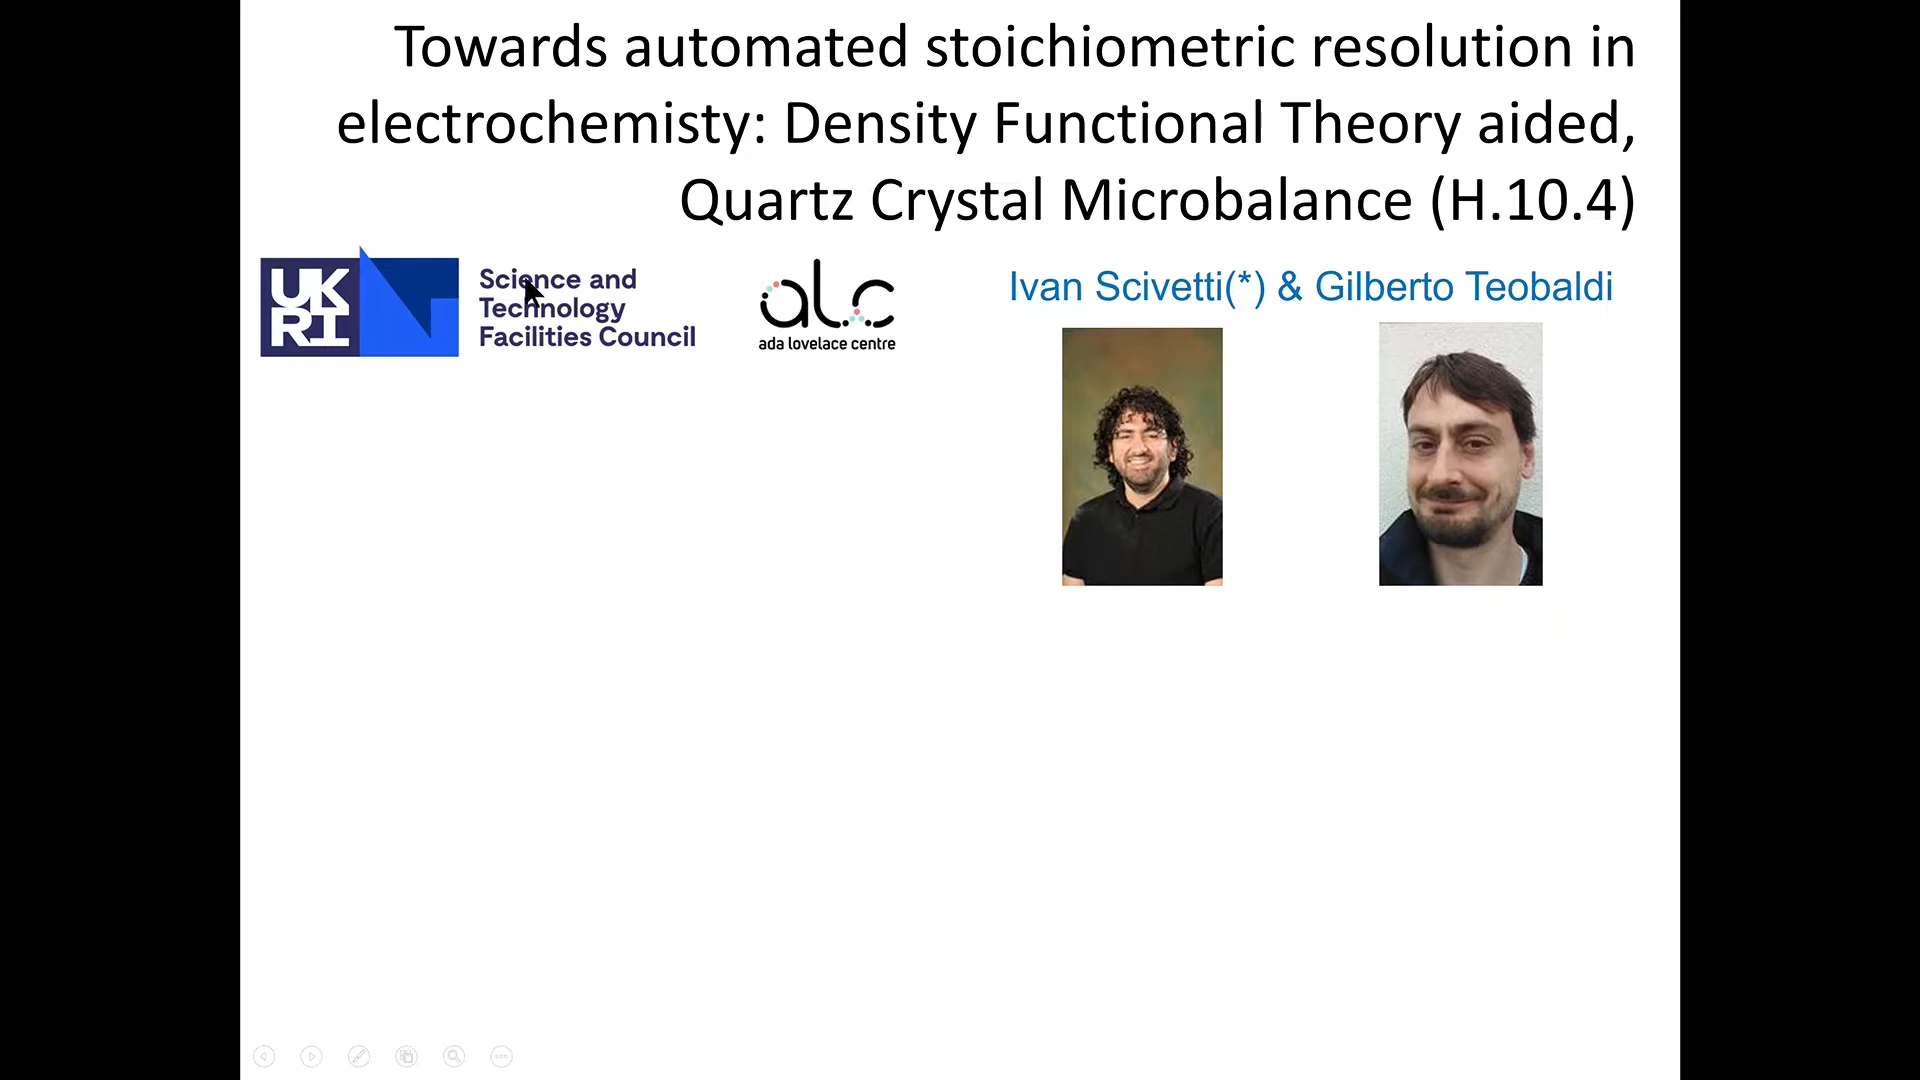 Towards automated stoichiometric resolution in
electrochemisty: Density Functional Theory aided,
Quartz Crystal Microbalance (H.10.4)
UK
RI
Science and
Technology
Facilities Council
alc
ada lovelace centre
Ivan Scivetti(*) & Gilberto Teobaldi